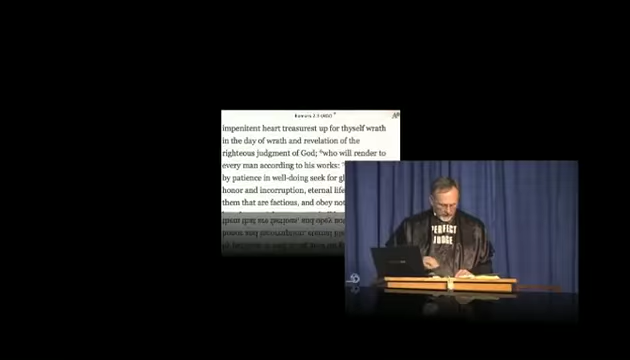 Romans 2:5 (ASV)
impenitent heart treasurest up for thyself wrath
in the day of wrath and revelation of the
righteous judgment of God; who will render to
every man according to his works:
by patience in well-doing seek for
honor and incorruption, eternal life
them that are factious, and obey not
PERFECT
JUDGE